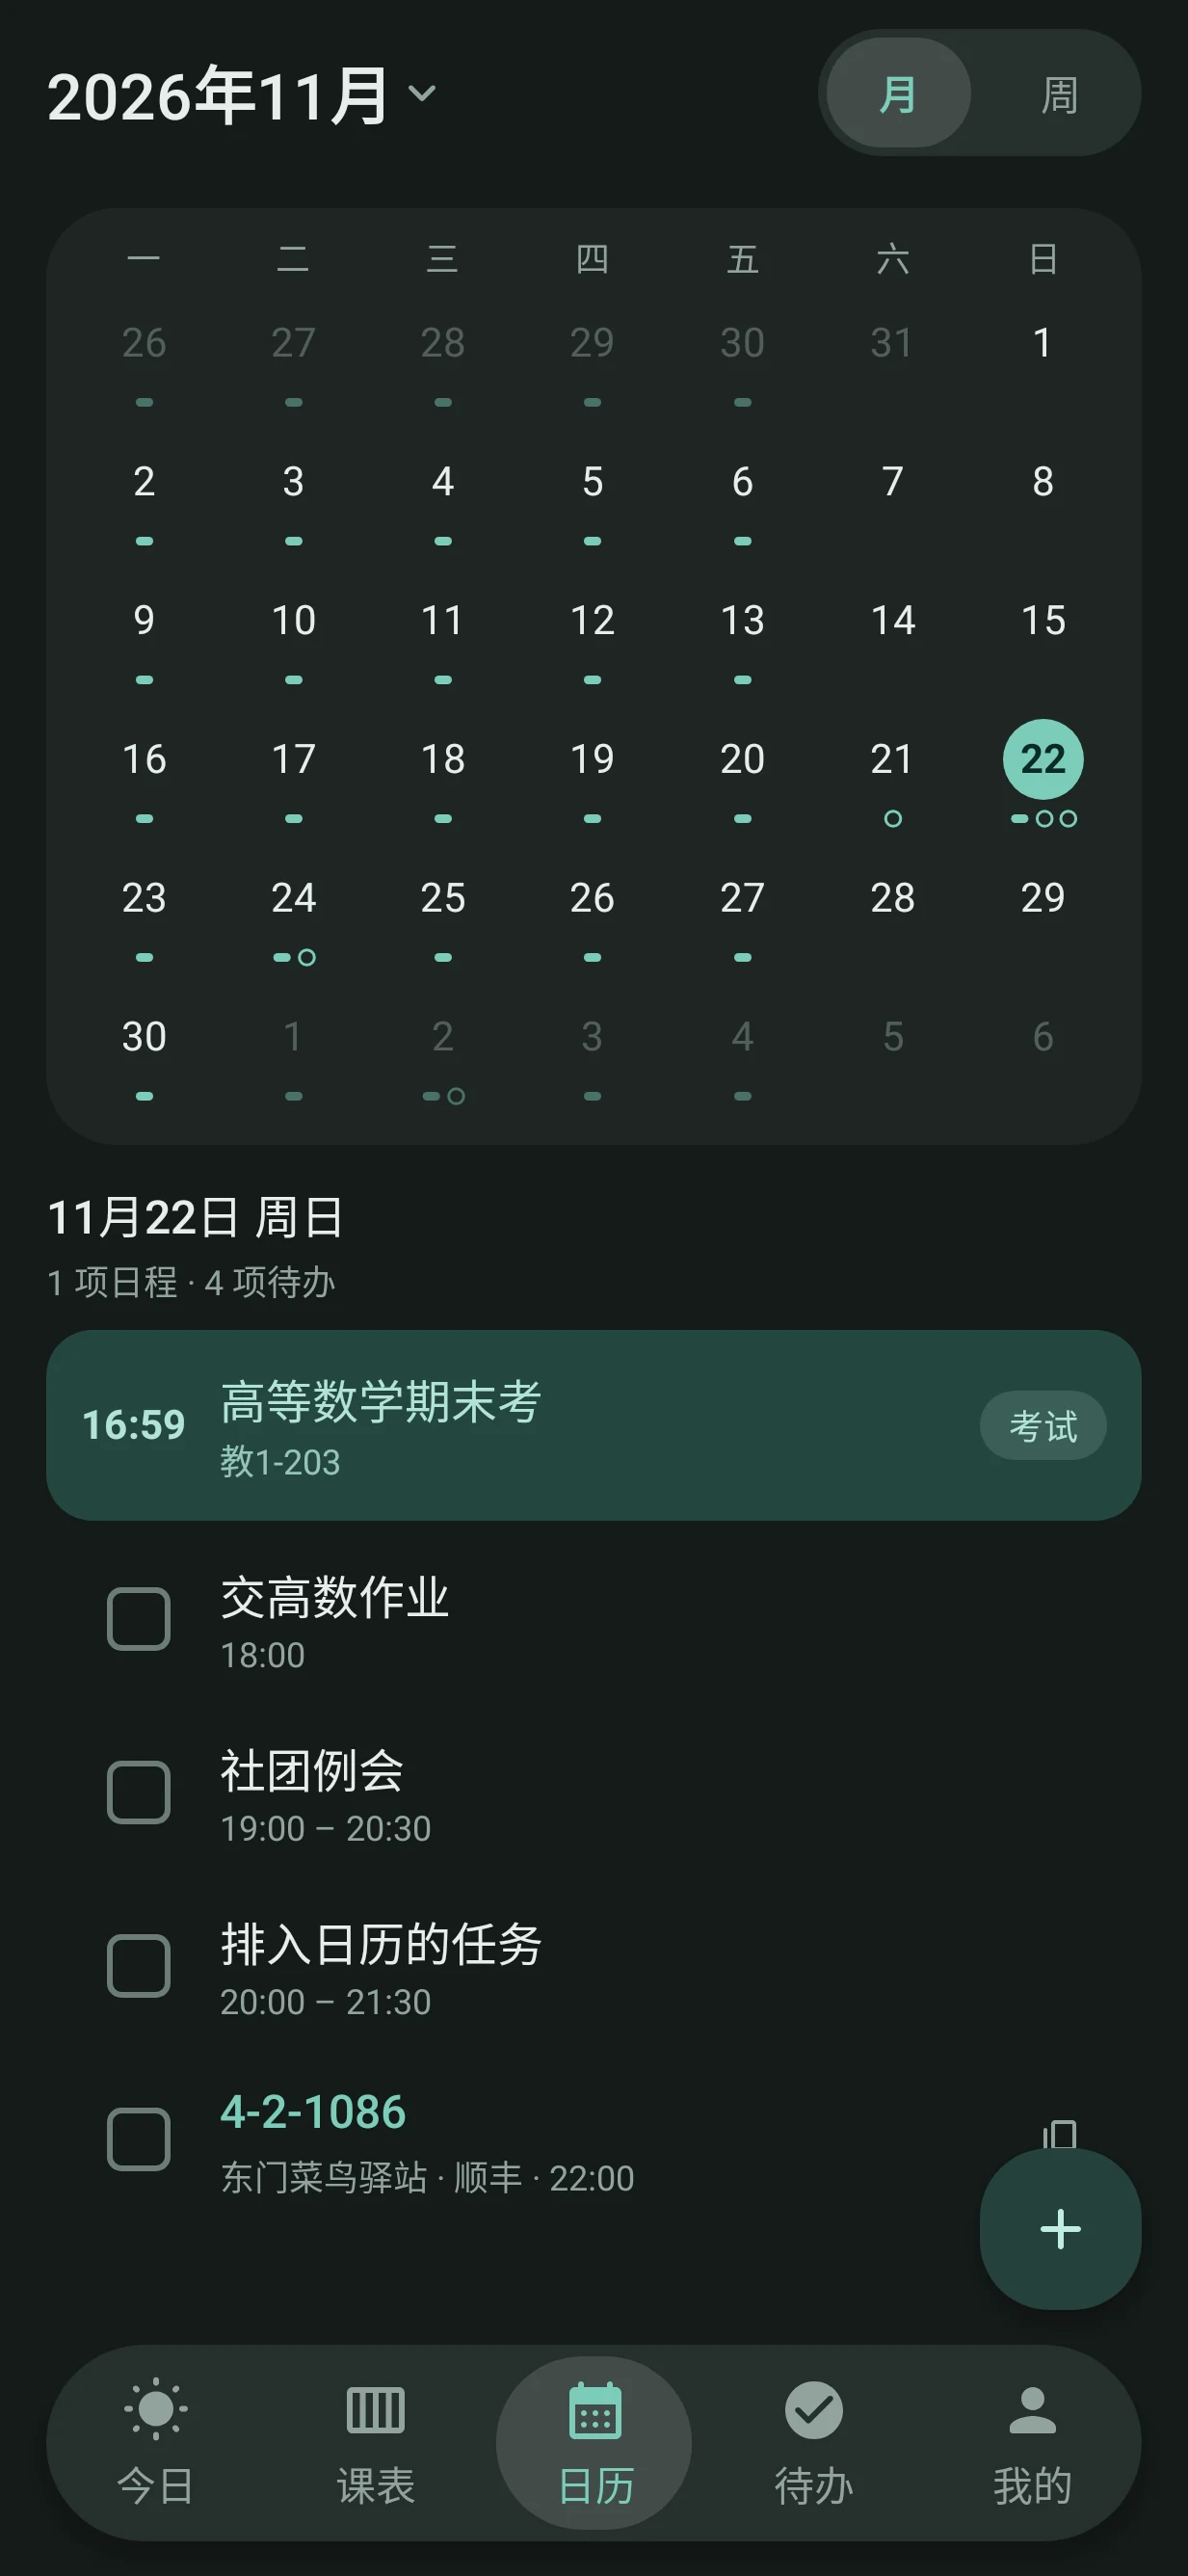 2026年11月
月 周
一 二 三 四 五 六 日
26 27 28 29 30 31 1
2 3 4 5 6 7 8
9 10 11 12 13 14 15
16 17 18 19 20 21 22
23 24 25 26 27 28 29
30 1 2 3 4 5 6
11月22日 周日
1 项日程 · 4 项待办
16:59
高等数学期末考
教1-203
考试
交高数作业
18:00
社团例会
19:00 – 20:30
排入日历的任务
20:00 – 21:30
4-2-1086
东门菜鸟驿站 · 顺丰 · 22:00
今日 课表 日历 待办 我的